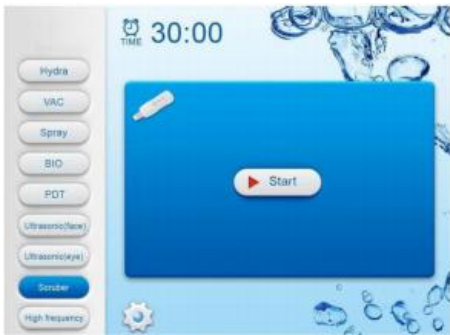 TIME 30:00
Hydra
VAC
Spray
BIO
PDT
Ultrasonic(face)
Ultrasonic(eye)
Scruber
High frequency
Start